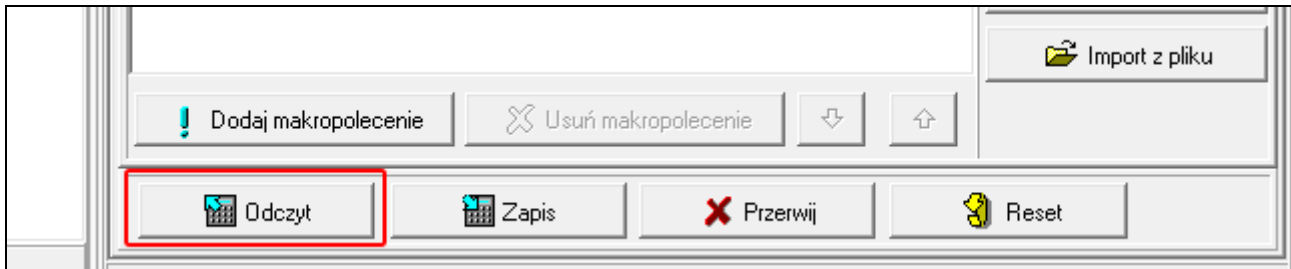 Import z pliku
Dodaj makropolecenie Usuń makropolecenie
Odczyt Zapis Przerwij Reset